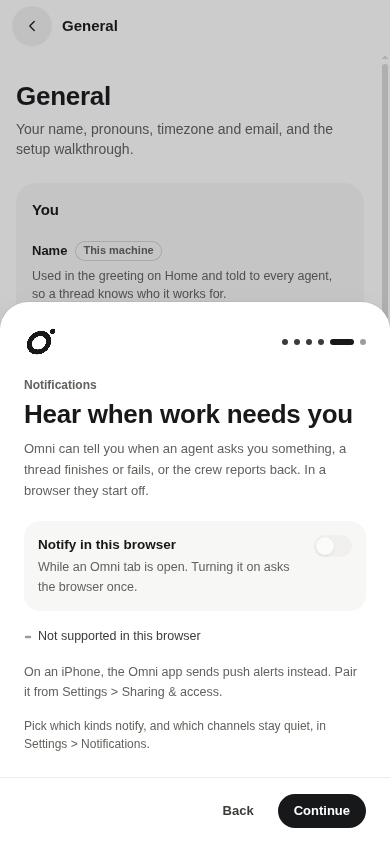 General
General
Your name, pronouns, timezone and email, and the
setup walkthrough.
You
Name This machine
Used in the greeting on Home and told to every agent,
so a thread knows who it works for.
Notifications
Hear when work needs you
Omni can tell you when an agent asks you something, a
thread finishes or fails, or the crew reports back. In a
browser they start off.
Notify in this browser
While an Omni tab is open. Turning it on asks
the browser once.
Not supported in this browser
On an iPhone, the Omni app sends push alerts instead. Pair
it from Settings > Sharing & access.
Pick which kinds notify, and which channels stay quiet, in
Settings > Notifications.
Back Continue